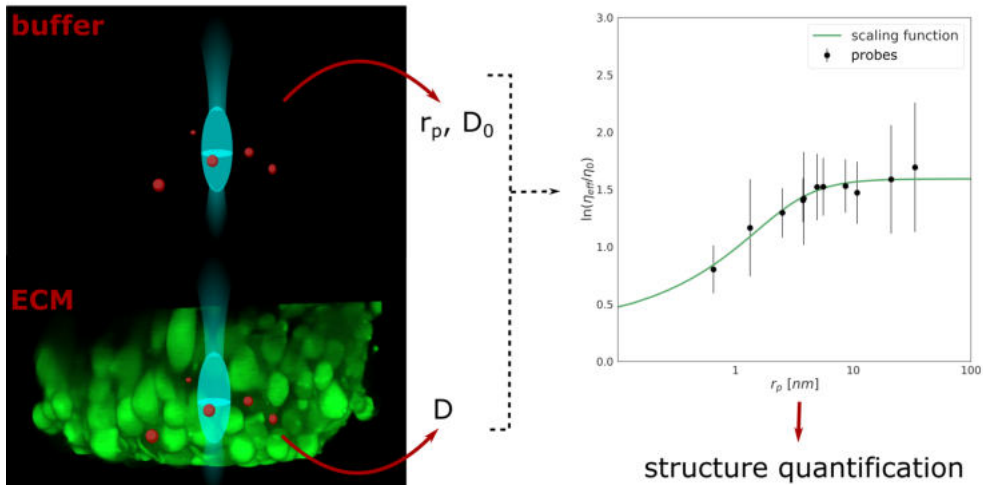 buffer
r_p, D_0
ECM
D
3.0
2.5
2.0
1.5
1.0
0.5
0.0
ln(η_eff/η_0)
scaling function
probes
1
10
100
r_p [nm]
structure quantification